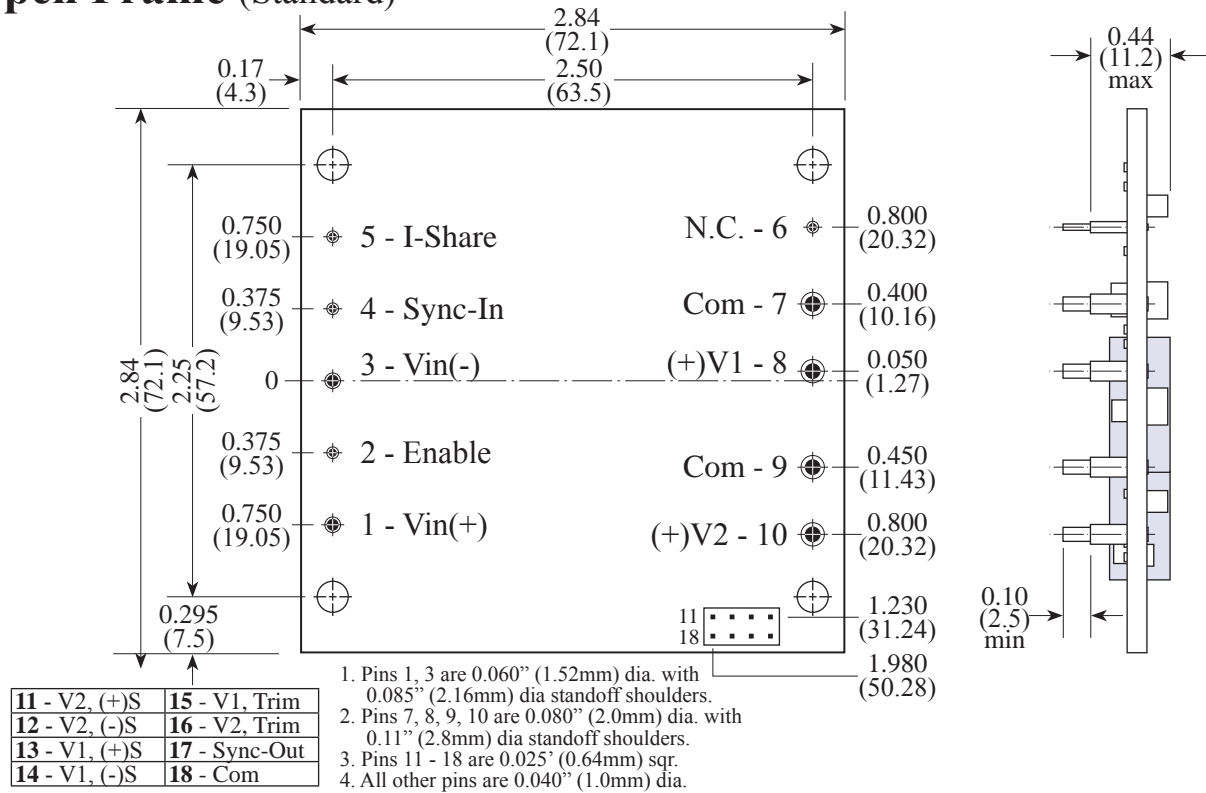 pen-Frame (Standard)
2.84
(72.1)
2.50
(63.5)
0.17
(4.3)
0.44
(11.2)
max
0.750
(19.05)
5 - I-Share
N.C. - 6
0.800
(20.32)
0.375
(9.53)
4 - Sync-In
Com - 7
0.400
(10.16)
2.84
(72.1)
2.25
(57.2)
0
3 - Vin(-)
(+)V1 - 8
0.050
(1.27)
0.375
(9.53)
2 - Enable
Com - 9
0.450
(11.43)
0.750
(19.05)
1 - Vin(+)
(+)V2 - 10
0.800
(20.32)
0.295
(7.5)
11
18
1.230
(31.24)
1.980
(50.28)
0.10
(2.5)
min
11 - V2, (+)S 15 - V1, Trim
12 - V2, (-)S 16 - V2, Trim
13 - V1, (+)S 17 - Sync-Out
14 - V1, (-)S 18 - Com
1. Pins 1, 3 are 0.060” (1.52mm) dia. with
0.085” (2.16mm) dia standoff shoulders.
2. Pins 7, 8, 9, 10 are 0.080” (2.0mm) dia. with
0.11” (2.8mm) dia standoff shoulders.
3. Pins 11 - 18 are 0.025’ (0.64mm) sqr.
4. All other pins are 0.040” (1.0mm) dia.